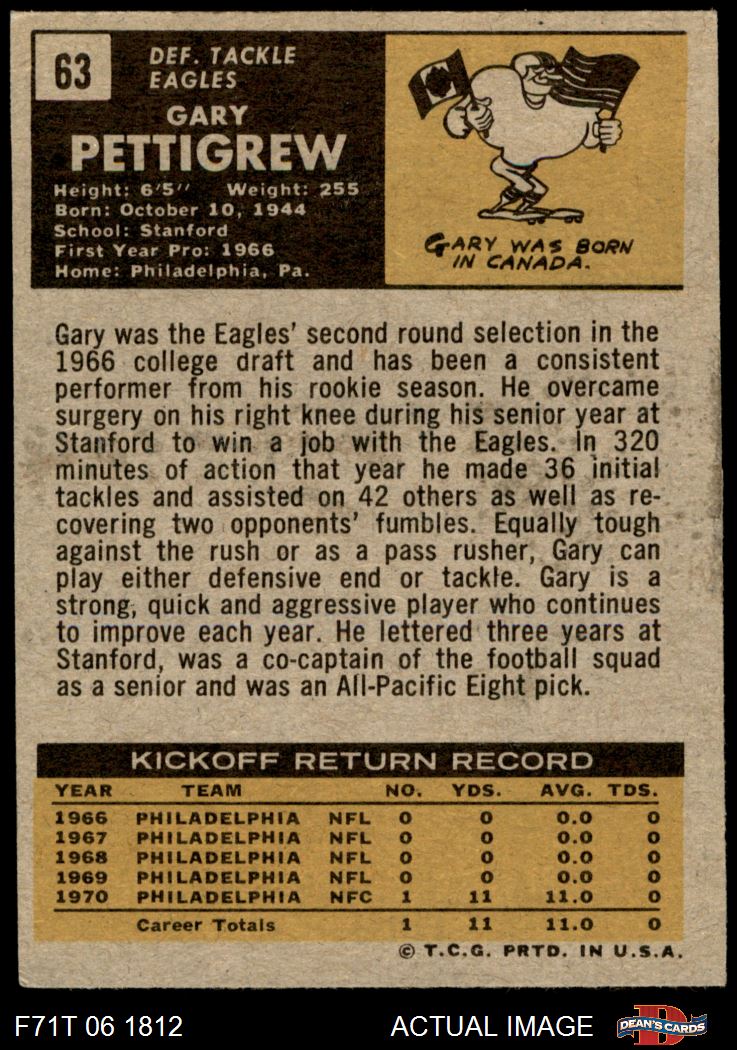 63
DEF. TACKLE
EAGLES
GARY
PETTIGREW
Height: 6'5" Weight: 255
Born: October 10, 1944
School: Stanford
First Year Pro: 1966
Home: Philadelphia, Pa.
GARY WAS BORN
IN CANADA.
Gary was the Eagles' second round selection in the
1966 college draft and has been a consistent
performer from his rookie season. He overcame
surgery on his right knee during his senior year at
Stanford to win a job with the Eagles. In 320
minutes of action that year he made 36 initial
tackles and assisted on 42 others as well as re-
covering two opponents' fumbles. Equally tough
against the rush or as a pass rusher, Gary can
play either defensive end or tackle. Gary is a
strong, quick and aggressive player who continues
to improve each year. He lettered three years at
Stanford, was a co-captain of the football squad
as a senior and was an All-Pacific Eight pick.
KICKOFF RETURN RECORD
YEAR TEAM NO. YDS. AVG. TDS.
1966 PHILADELPHIA NFL 0 0 0.0 0
1967 PHILADELPHIA NFL 0 0 0.0 0
1968 PHILADELPHIA NFL 0 0 0.0 0
1969 PHILADELPHIA NFL 0 0 0.0 0
1970 PHILADELPHIA NFC 1 11 11.0 0
Career Totals 1 11 11.0 0
© T.C.G. PRTD. IN U.S.A.
F71T 06 1812 ACTUAL IMAGE D DEAN'S CARDS